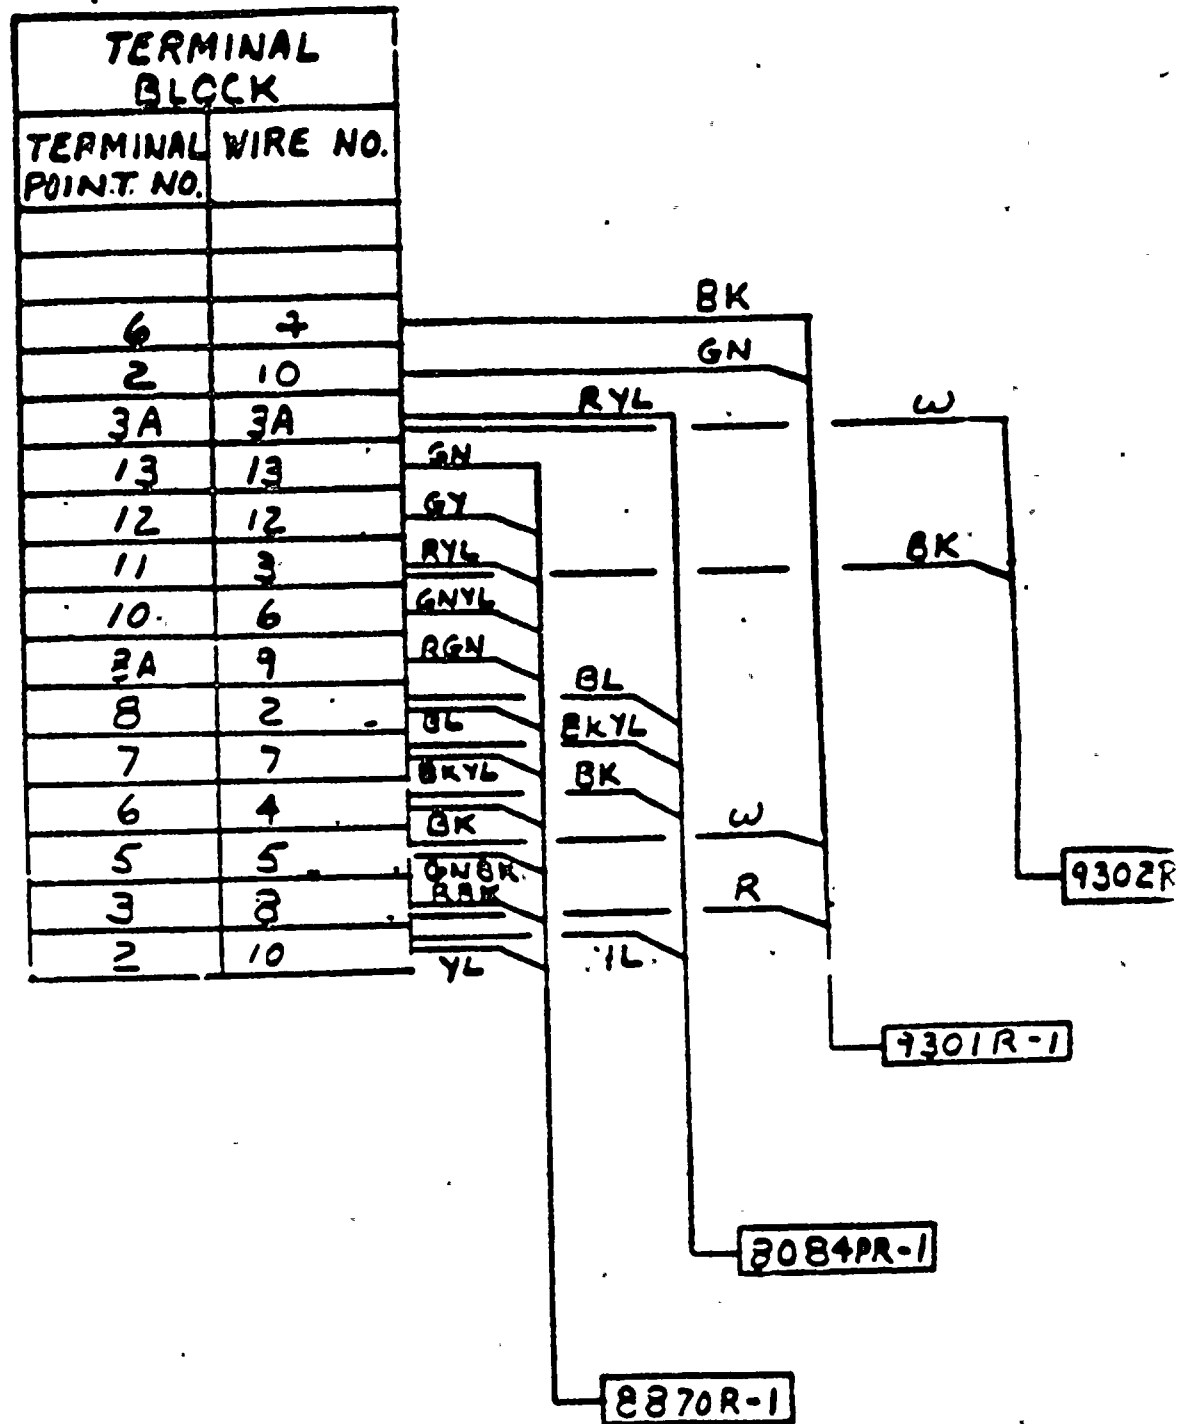 TERMINAL
BLOCK
TERMINAL POINT. NO.
WIRE NO.
BK
6
GN
2 10
RYL
W
3A 3A
GN
13 13
GY
12 12
RYL
BK
11 3
GNYL
10. 6
RGN
9
BL
8 2
BL
BKYL
7 7
BKYL
BK
6 4
BK
W
5 5
GNBK
RBK
R
3
2 10
YL
9302R
9301R-1
8084PR-1
8870R-1